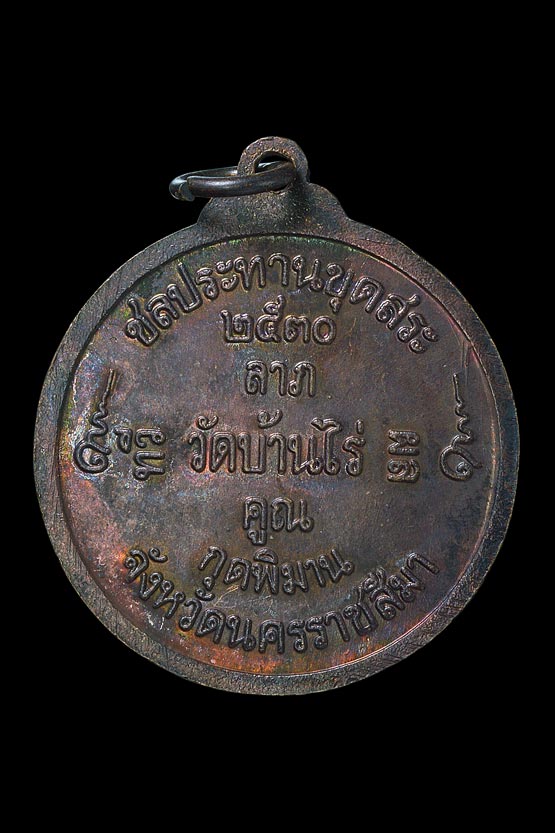 ชลประทานขุดสระ
๒๕๓๐
ลาภ
วัดบ้านไร่
คูณ
กุดพิมาน
จังหวัดนครราชสีมา